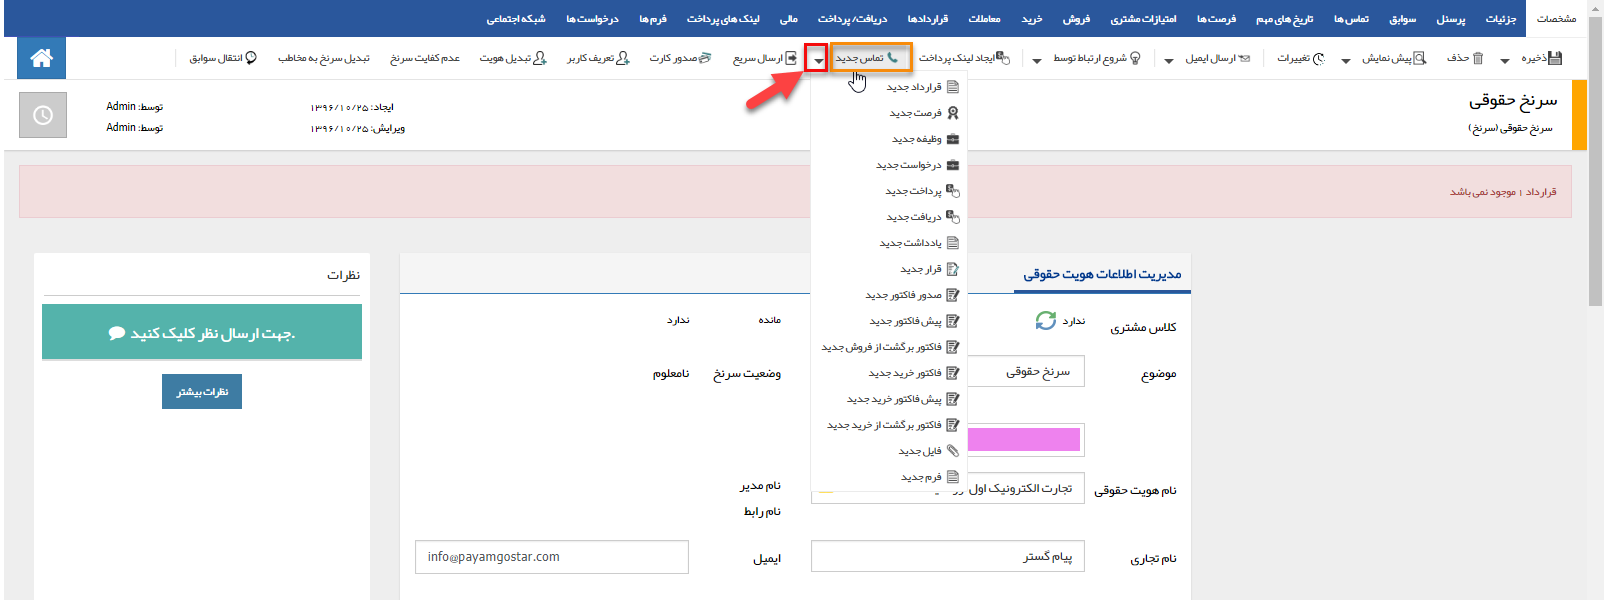 مشخصات جزئیات پرسنل سوابق تماس ها تاریخ های مهم فرصت ها امتیازات مشتری فروش خرید معاملات قراردادها دریافت/ پرداخت مالی لینک های پرداخت فرم ها درخواست ها شبکه اجتماعی
ذخیره حذف پیش نمایش تغییرات ارسال ایمیل شروع ارتباط توسط ایجاد لینک پرداخت تماس جدید ارسال سریع صدور کارت تعریف کاربر تبدیل هویت عدم کفایت سرنخ تبدیل سرنخ به مخاطب انتقال سوابق
قرارداد جدید
فرصت جدید
وظیفه جدید
درخواست جدید
پرداخت جدید
دریافت جدید
یادداشت جدید
قرار جدید
صدور فاکتور جدید
پیش فاکتور جدید
فاکتور برگشت از فروش جدید
فاکتور خرید جدید
پیش فاکتور خرید جدید
فاکتور برگشت از خرید جدید
فایل جدید
فرم جدید
سرنخ حقوقی
سرنخ حقوقی (سرنخ)
ایجاد: ۱۳۹۶/۱۰/۲۵ توسط: Admin
ویرایش: ۱۳۹۶/۱۰/۲۵ توسط: Admin
قرارداد ۱ موجود نمی باشد
مدیریت اطلاعات هویت حقوقی
کلاس مشتری ندارد مانده ندارد
موضوع سرنخ حقوقی وضعیت سرنخ نامعلوم
نام هویت حقوقی تجارت الکترونیک اول نام مدیر
نام رابط
نام تجاری پیام گستر ایمیل info@payamgostar.com
نظرات
جهت ارسال نظر کلیک کنید.
نظرات بیشتر